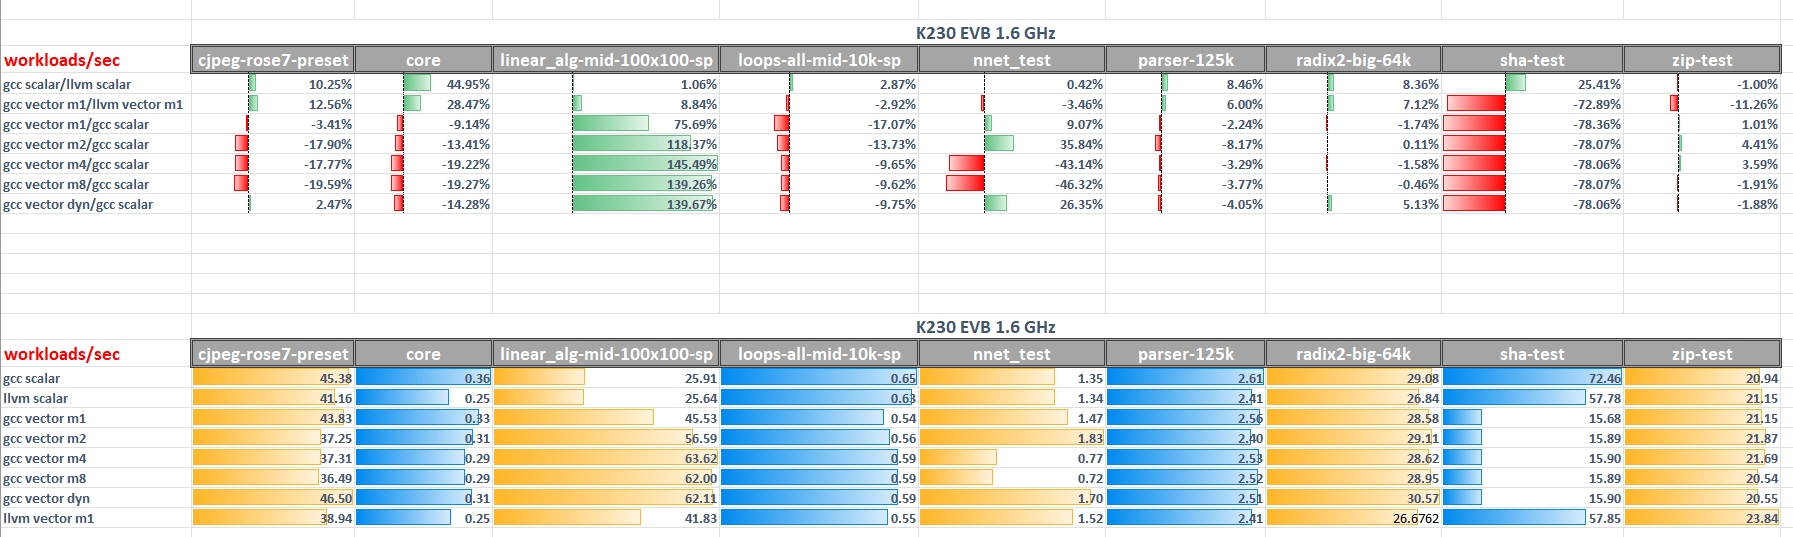 K230 EVB 1.6 GHz
workloads/sec cjpeg-rose7-preset core linear_alg-mid-100x100-sp loops-all-mid-10k-sp nnet_test parser-125k radix2-big-64k sha-test zip-test
gcc scalar/llvm scalar 10.25% 44.95% 1.06% 2.87% 0.42% 8.46% 8.36% 25.41% -1.00%
gcc vector m1/llvm vector m1 12.56% 28.47% 8.84% -2.92% -3.46% 6.00% 7.12% -72.89% -11.26%
gcc vector m1/gcc scalar -3.41% -9.14% 75.69% -17.07% 9.07% -2.24% -1.74% -78.36% 1.01%
gcc vector m2/gcc scalar -17.90% -13.41% 118.37% -13.73% 35.84% -8.17% 0.11% -78.07% 4.41%
gcc vector m4/gcc scalar -17.77% -19.22% 145.49% -9.65% -43.14% -3.29% -1.58% -78.06% 3.59%
gcc vector m8/gcc scalar -19.59% -19.27% 139.26% -9.62% -46.32% -3.77% -0.46% -78.07% -1.91%
gcc vector dyn/gcc scalar 2.47% -14.28% 139.67% -9.75% 26.35% -4.05% 5.13% -78.06% -1.88%
K230 EVB 1.6 GHz
workloads/sec cjpeg-rose7-preset core linear_alg-mid-100x100-sp loops-all-mid-10k-sp nnet_test parser-125k radix2-big-64k sha-test zip-test
gcc scalar 45.38 0.36 25.91 0.65 1.35 2.61 29.08 72.46 20.94
llvm scalar 41.16 0.25 25.64 0.63 1.34 2.41 26.84 57.78 21.15
gcc vector m1 43.83 0.33 45.53 0.54 1.47 2.56 28.58 15.68 21.15
gcc vector m2 37.25 0.31 56.59 0.56 1.83 2.40 29.11 15.89 21.87
gcc vector m4 37.31 0.29 63.62 0.59 0.77 2.53 28.62 15.90 21.69
gcc vector m8 36.49 0.29 62.00 0.59 0.72 2.52 28.95 15.89 20.54
gcc vector dyn 46.50 0.31 62.11 0.59 1.70 2.51 30.57 15.90 20.55
llvm vector m1 38.94 0.25 41.83 0.55 1.52 2.41 26.6762 57.85 23.84